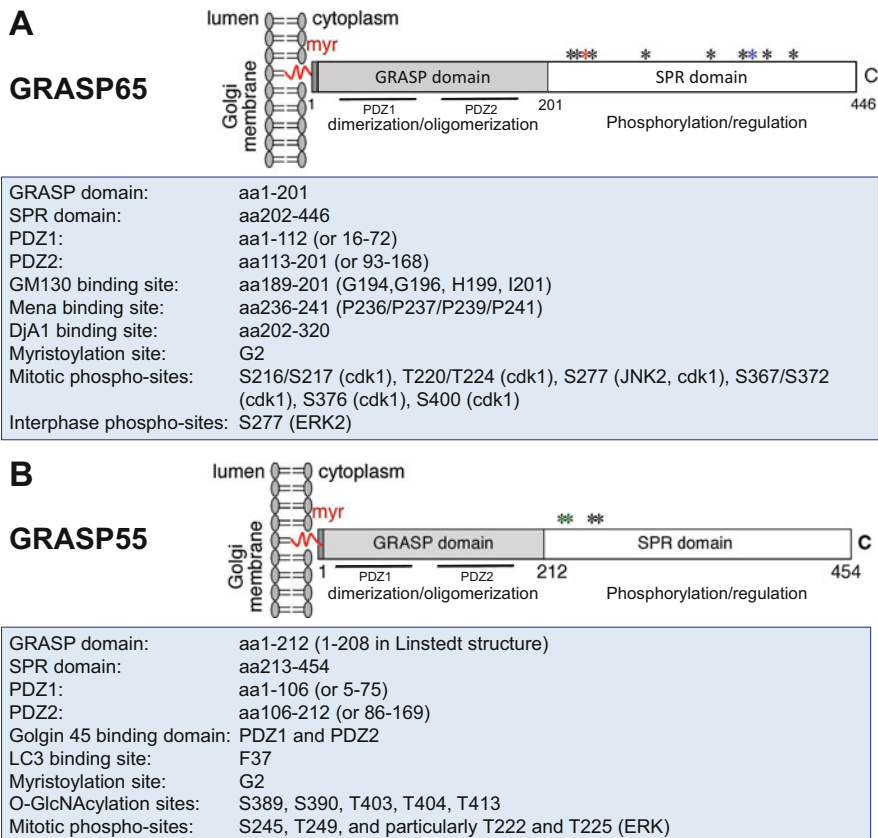 A
lumen cytoplasm
myr
GRASP65
Golgi membrane
GRASP domain SPR domain C
1 PDZ1 PDZ2 201 446
dimerization/oligomerization Phosphorylation/regulation
GRASP domain: aa1-201
SPR domain: aa202-446
PDZ1: aa1-112 (or 16-72)
PDZ2: aa113-201 (or 93-168)
GM130 binding site: aa189-201 (G194,G196, H199, I201)
Mena binding site: aa236-241 (P236/P237/P239/P241)
DjA1 binding site: aa202-320
Myristoylation site: G2
Mitotic phospho-sites: S216/S217 (cdk1), T220/T224 (cdk1), S277 (JNK2, cdk1), S367/S372
(cdk1), S376 (cdk1), S400 (cdk1)
Interphase phospho-sites: S277 (ERK2)
B
lumen cytoplasm
myr
GRASP55
Golgi membrane
GRASP domain SPR domain C
1 PDZ1 PDZ2 212 454
dimerization/oligomerization Phosphorylation/regulation
GRASP domain: aa1-212 (1-208 in Linstedt structure)
SPR domain: aa213-454
PDZ1: aa1-106 (or 5-75)
PDZ2: aa106-212 (or 86-169)
Golgin 45 binding domain: PDZ1 and PDZ2
LC3 binding site: F37
Myristoylation site: G2
O-GlcNAcylation sites: S389, S390, T403, T404, T413
Mitotic phospho-sites: S245, T249, and particularly T222 and T225 (ERK)